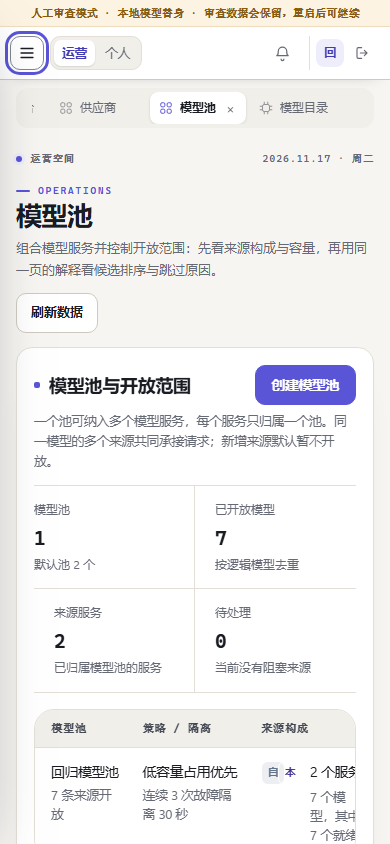 人工审查模式 · 本地模型替身 · 审查数据会保留，重启后可继续
运营 个人 回
供应商 模型池 × 模型目录
运营空间 2026.11.17 · 周二
OPERATIONS
模型池
组合模型服务并控制开放范围：先看来源构成与容量，再用同
一页的解释看候选排序与跳过原因。
刷新数据
模型池与开放范围 创建模型池
一个池可纳入多个模型服务，每个服务只归属一个池。同
一模型的多个来源共同承接请求；新增来源默认暂不开
放。
模型池 已开放模型
1 7
默认池 2 个 按逻辑模型去重
来源服务 待处理
2 0
已归属模型池的服务 当前没有阻塞来源
模型池 策略 / 隔离 来源构成
回归模型池 低容量占用优先 自 本 2 个服务
7 条来源开 连续 3 次故障隔 7 个模
放 离 30 秒 型，其中
7 个就绪